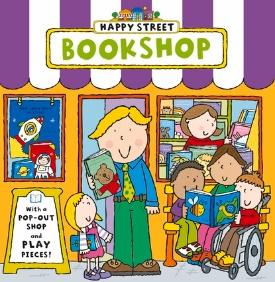 HAPPY STREET
BOOKSHOP
With a
POP-OUT
SHOP
and
PLAY
PIECES!